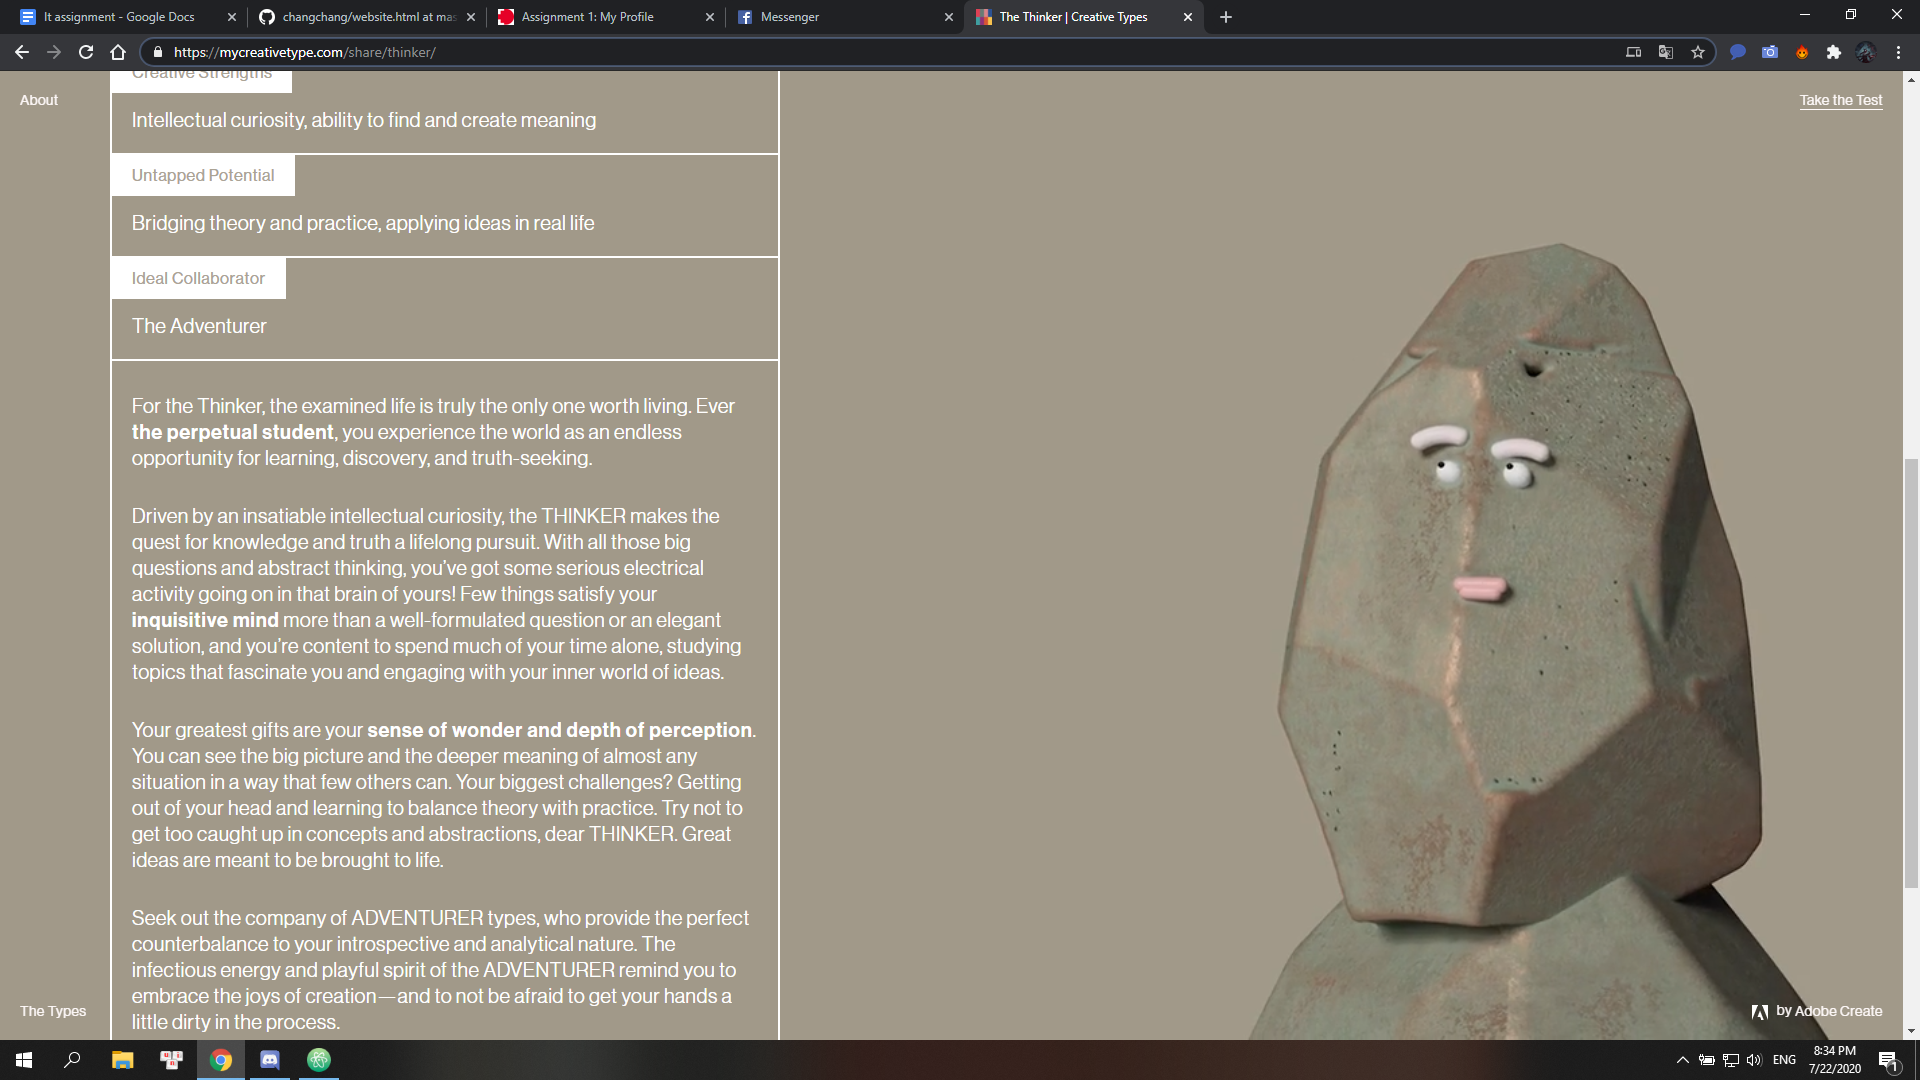 It assignment - Google Docs
changchang/website.html at mas
Assignment 1: My Profile
Messenger
The Thinker | Creative Types
https://mycreativetype.com/share/thinker/
About
Take the Test
Creative Strengths
Intellectual curiosity, ability to find and create meaning
Untapped Potential
Bridging theory and practice, applying ideas in real life
Ideal Collaborator
The Adventurer
For the Thinker, the examined life is truly the only one worth living. Ever
the perpetual student, you experience the world as an endless
opportunity for learning, discovery, and truth-seeking.
Driven by an insatiable intellectual curiosity, the THINKER makes the
quest for knowledge and truth a lifelong pursuit. With all those big
questions and abstract thinking, you’ve got some serious electrical
activity going on in that brain of yours! Few things satisfy your
inquisitive mind more than a well-formulated question or an elegant
solution, and you’re content to spend much of your time alone, studying
topics that fascinate you and engaging with your inner world of ideas.
Your greatest gifts are your sense of wonder and depth of perception.
You can see the big picture and the deeper meaning of almost any
situation in a way that few others can. Your biggest challenges? Getting
out of your head and learning to balance theory with practice. Try not to
get too caught up in concepts and abstractions, dear THINKER. Great
ideas are meant to be brought to life.
Seek out the company of ADVENTURER types, who provide the perfect
counterbalance to your introspective and analytical nature. The
infectious energy and playful spirit of the ADVENTURER remind you to
embrace the joys of creation—and to not be afraid to get your hands a
little dirty in the process.
The Types
by Adobe Create
ENG
8:34 PM
7/22/2020
1